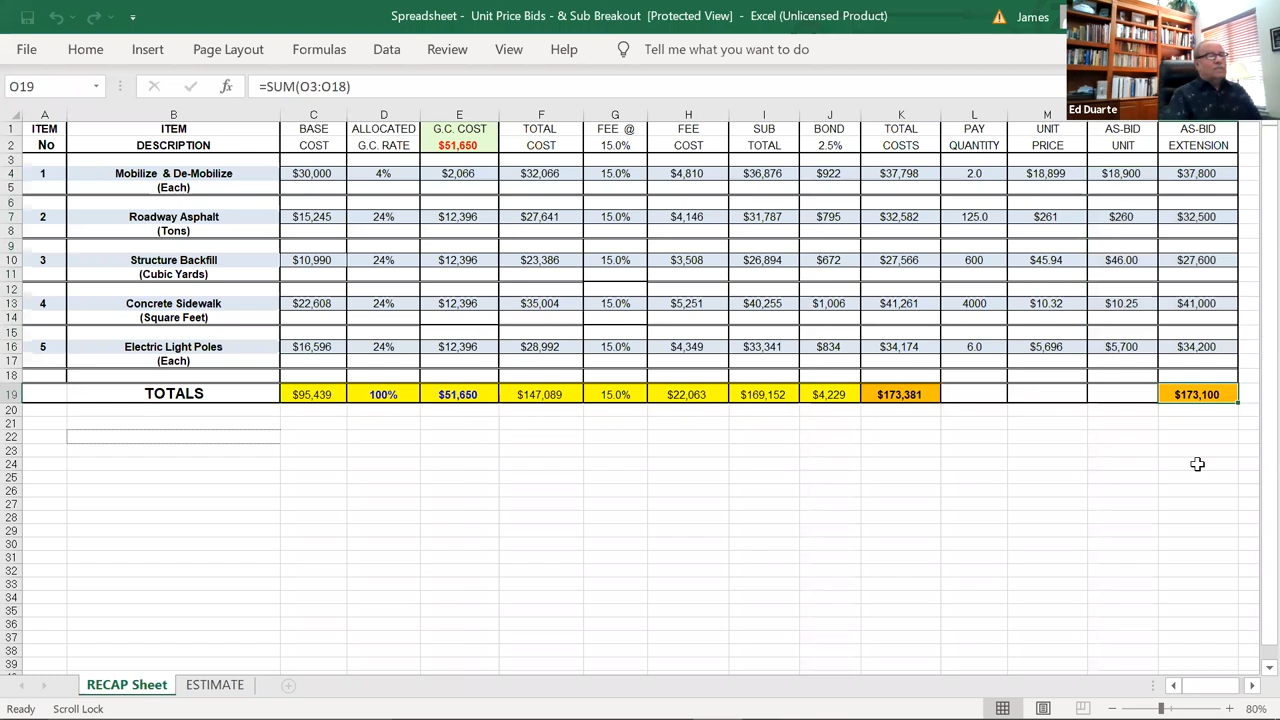 Spreadsheet - Unit Price Bids - & Sub Breakout [Protected View] - Excel (Unlicensed Product)
James
File Home Insert Page Layout Formulas Data Review View Help Tell me what you want to do
O19 fx =SUM(O3:O18)
Ed Duarte
A B C D E F G H I J K L M N O
1 ITEM ITEM BASE ALLOCATED G.C. COST TOTAL FEE @ FEE SUB BOND TOTAL PAY UNIT AS-BID AS-BID
2 No DESCRIPTION COST G.C. RATE $51,650 COST 15.0% COST TOTAL 2.5% COSTS QUANTITY PRICE UNIT EXTENSION
3
4 1 Mobilize & De-Mobilize $30,000 4% $2,066 $32,066 15.0% $4,810 $36,876 $922 $37,798 2.0 $18,899 $18,900 $37,800
5 (Each)
6
7 2 Roadway Asphalt $15,245 24% $12,396 $27,641 15.0% $4,146 $31,787 $795 $32,582 125.0 $261 $260 $32,500
8 (Tons)
9
10 3 Structure Backfill $10,990 24% $12,396 $23,386 15.0% $3,508 $26,894 $672 $27,566 600 $45.94 $46.00 $27,600
11 (Cubic Yards)
12
13 4 Concrete Sidewalk $22,608 24% $12,396 $35,004 15.0% $5,251 $40,255 $1,006 $41,261 4000 $10.32 $10.25 $41,000
14 (Square Feet)
15
16 5 Electric Light Poles $16,596 24% $12,396 $28,992 15.0% $4,349 $33,341 $834 $34,174 6.0 $5,696 $5,700 $34,200
17 (Each)
18
19 TOTALS $95,439 100% $51,650 $147,089 15.0% $22,063 $169,152 $4,229 $173,381 $173,100
20
21
22
23
24
25
26
27
28
29
30
31
32
33
34
35
36
37
38
39
RECAP Sheet ESTIMATE
Ready Scroll Lock 80%